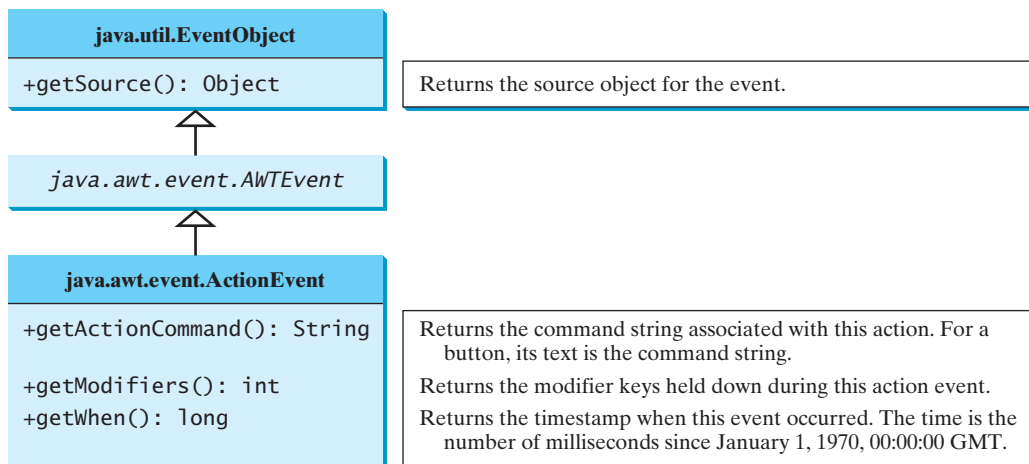 java.util.EventObject
+getSource(): Object
Returns the source object for the event.
java.awt.event.AWTEvent
java.awt.event.ActionEvent
+getActionCommand(): String
Returns the command string associated with this action. For a
button, its text is the command string.
+getModifiers(): int
Returns the modifier keys held down during this action event.
+getWhen(): long
Returns the timestamp when this event occurred. The time is the
number of milliseconds since January 1, 1970, 00:00:00 GMT.